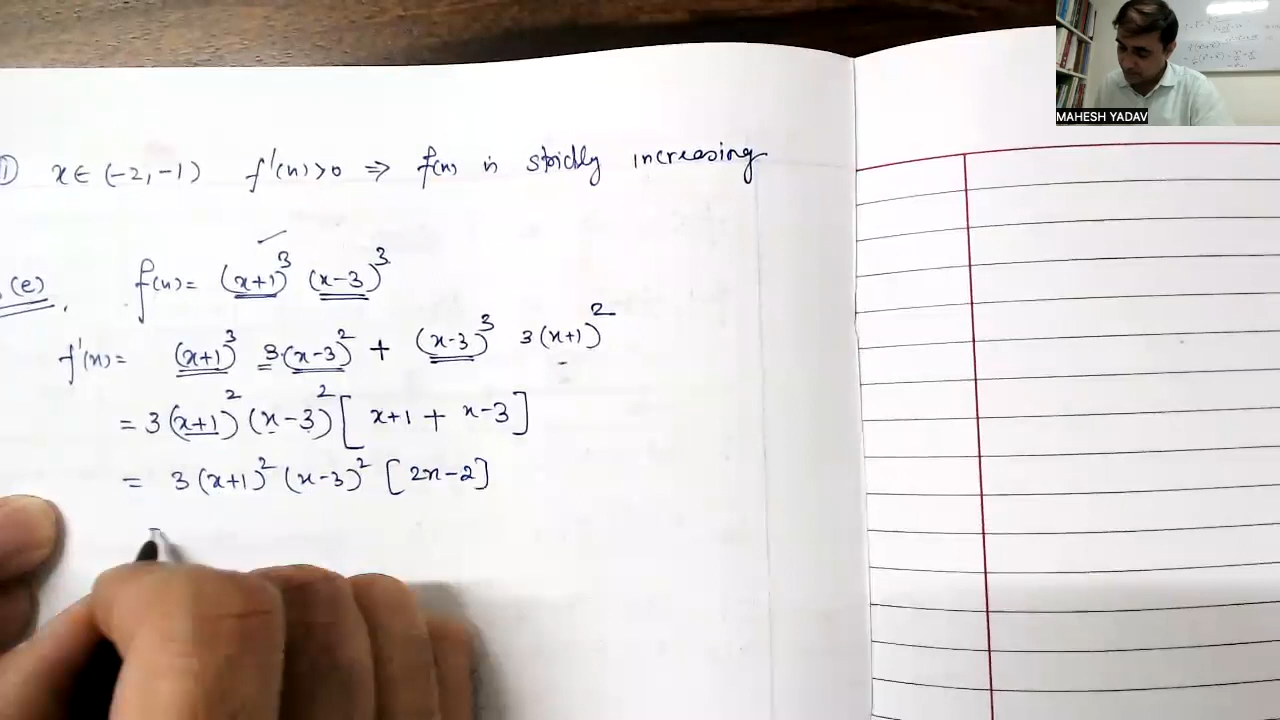 MAHESH YADAV
x ∈ (-2,-1) f'(x)>0 ⇒ f(x) is strictly increasing
(e). f(x) = (x+1)³ (x-3)³
f'(x) = (x+1)³ 3(x-3)² + (x-3)³ 3(x+1)²
= 3(x+1)² (x-3)² [ x+1 + x-3 ]
= 3(x+1)² (x-3)² [2x-2]